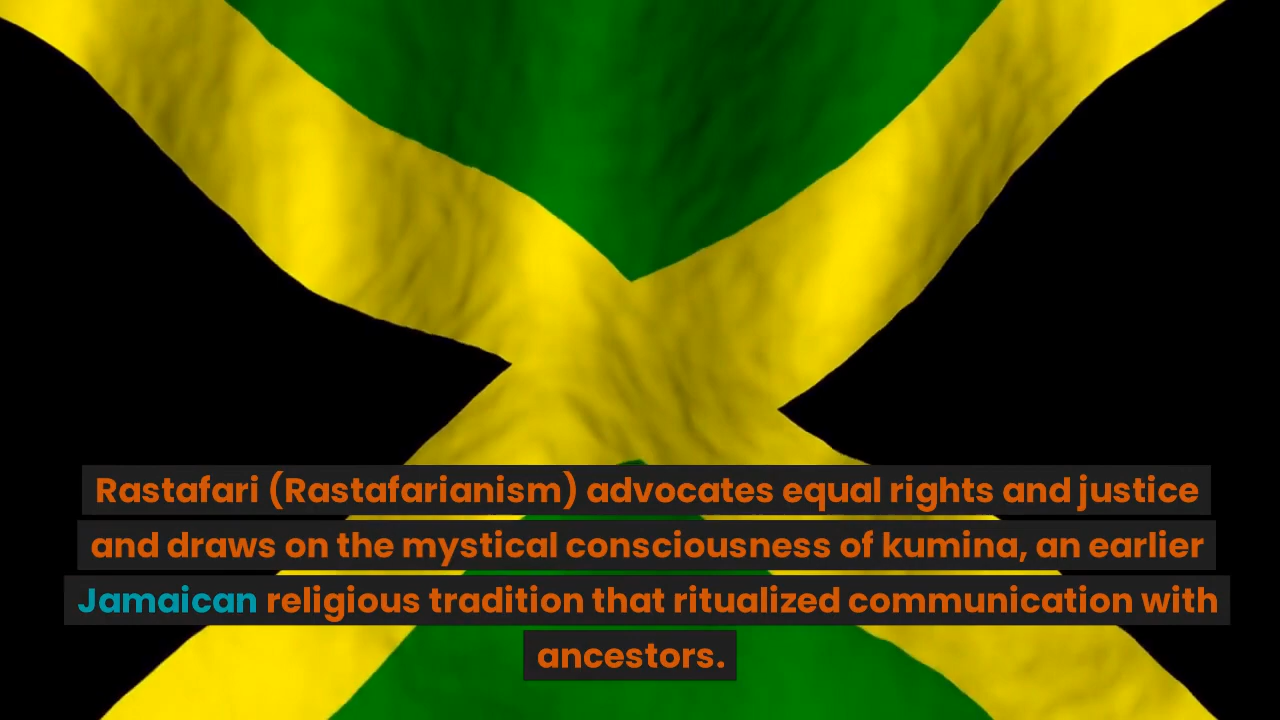 Rastafari (Rastafarianism) advocates equal rights and justice
and draws on the mystical consciousness of kumina, an earlier
Jamaican religious tradition that ritualized communication with
ancestors.